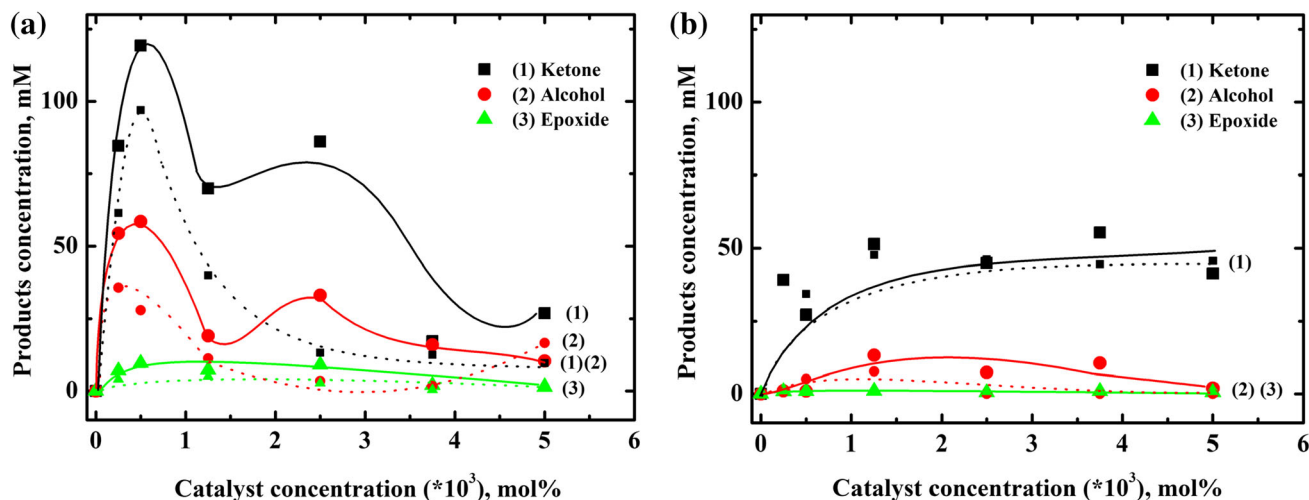 (a)
(1) Ketone
(2) Alcohol
(3) Epoxide
Products concentration, mM
100
50
0
(1)
(2)
(1)(2)
(3)
0 1 2 3 4 5 6
Catalyst concentration (*10³), mol%
(b)
(1) Ketone
(2) Alcohol
(3) Epoxide
Products concentration, mM
100
50
0
(1)
(2) (3)
0 1 2 3 4 5 6
Catalyst concentration (*10³), mol%